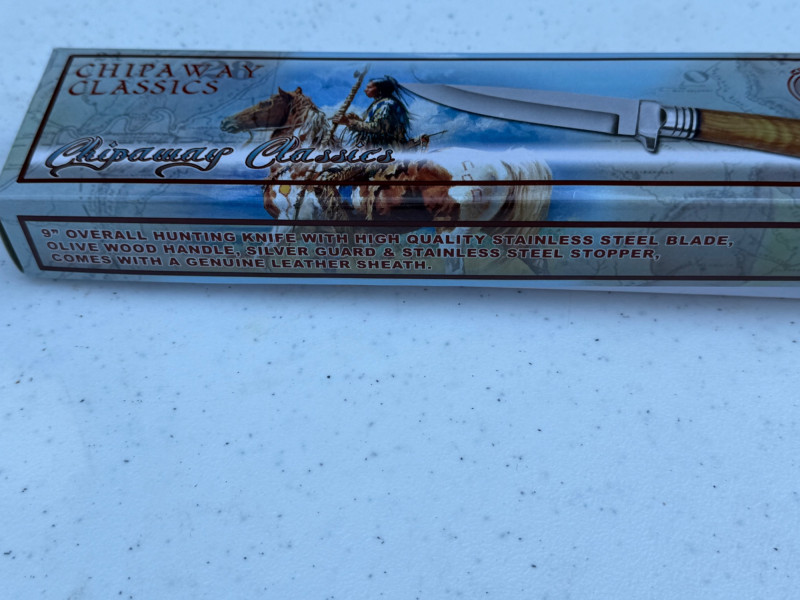 CHIPAWAY
CLASSICS
Chipaway Classics
9" OVERALL HUNTING KNIFE WITH HIGH QUALITY STAINLESS STEEL BLADE,
OLIVE WOOD HANDLE, SILVER GUARD & STAINLESS STEEL STOPPER,
COMES WITH A GENUINE LEATHER SHEATH.